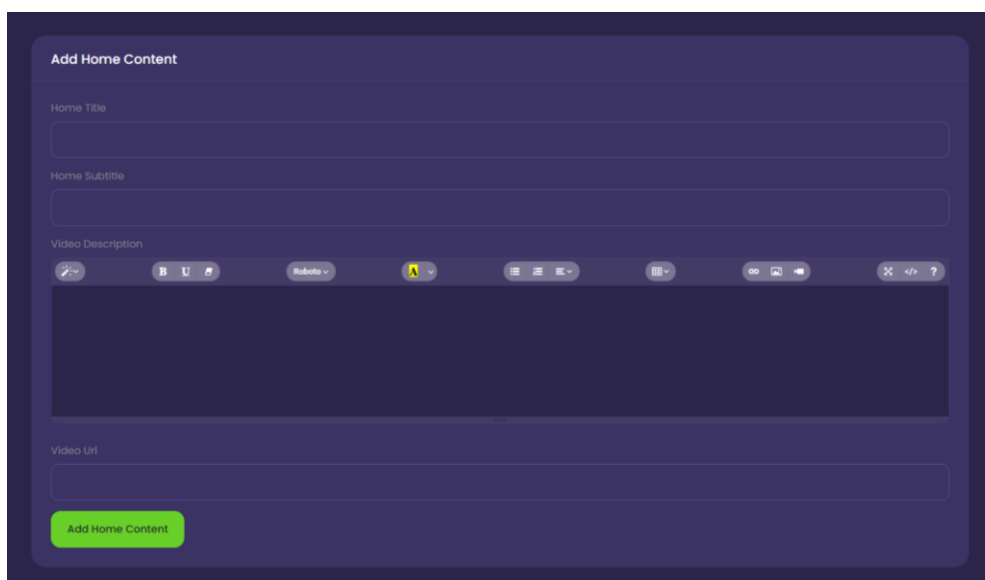 Add Home Content
Home Title
Home Subtitle
Video Description
B U Roboto A </> ?
Video Url
Add Home Content